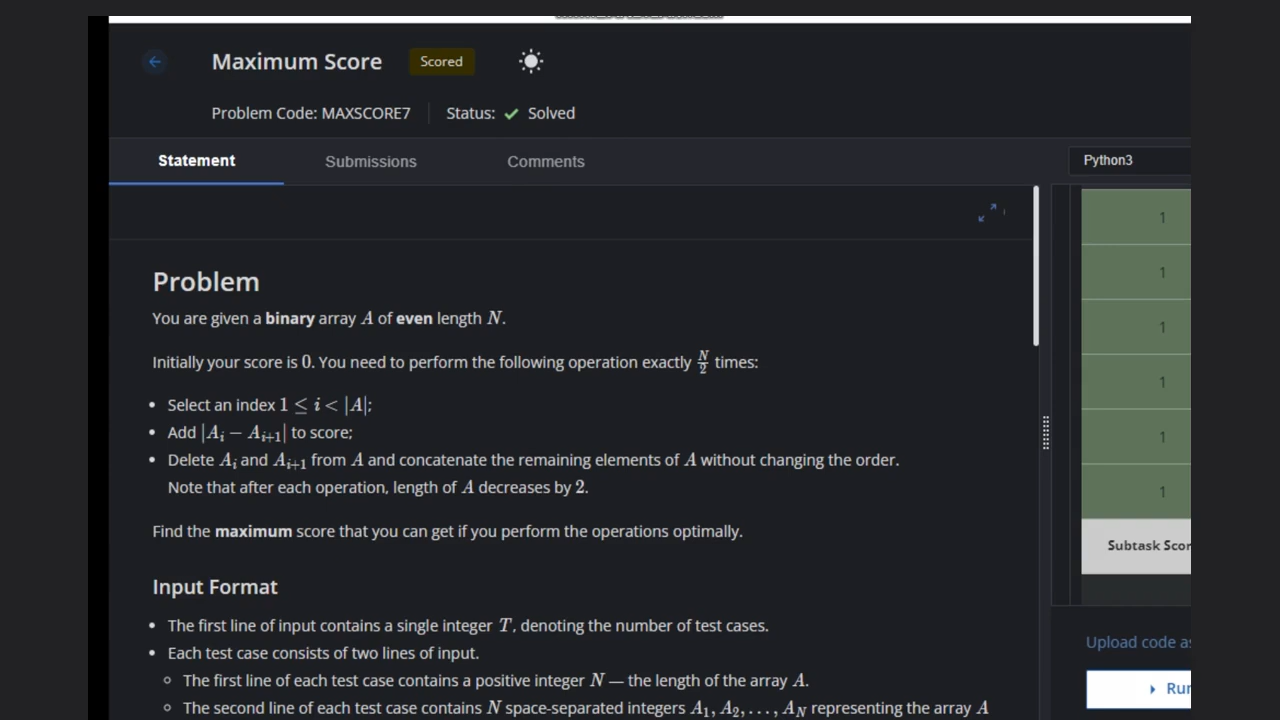 Maximum Score Scored
Problem Code: MAXSCORE7 Status: ✓ Solved
Statement Submissions Comments
Python3
1
1
1
1
1
1
Subtask Scor
Problem
You are given a binary array A of even length N.
Initially your score is 0. You need to perform the following operation exactly N/2 times:
• Select an index 1 ≤ i < |A|;
• Add |A_i − A_{i+1}| to score;
• Delete A_i and A_{i+1} from A and concatenate the remaining elements of A without changing the order.
Note that after each operation, length of A decreases by 2.
Find the maximum score that you can get if you perform the operations optimally.
Input Format
• The first line of input contains a single integer T, denoting the number of test cases.
• Each test case consists of two lines of input.
◦ The first line of each test case contains a positive integer N — the length of the array A.
◦ The second line of each test case contains N space-separated integers A_1, A_2, . . . , A_N representing the array A
Upload code as
Run